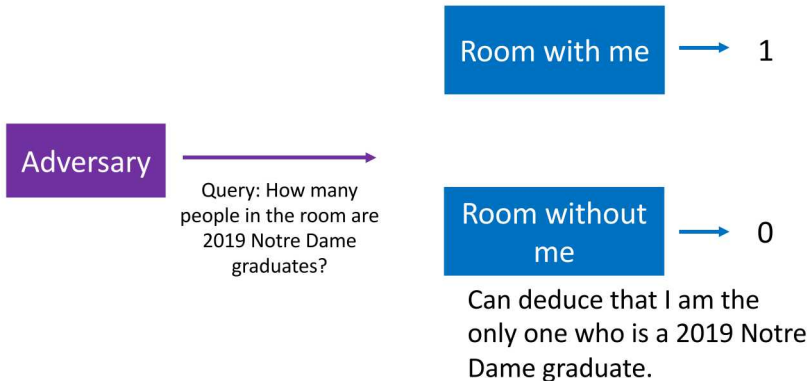 Room with me
1
Adversary
Query: How many
people in the room are
2019 Notre Dame
graduates?
Room without
me
0
Can deduce that I am the
only one who is a 2019 Notre
Dame graduate.